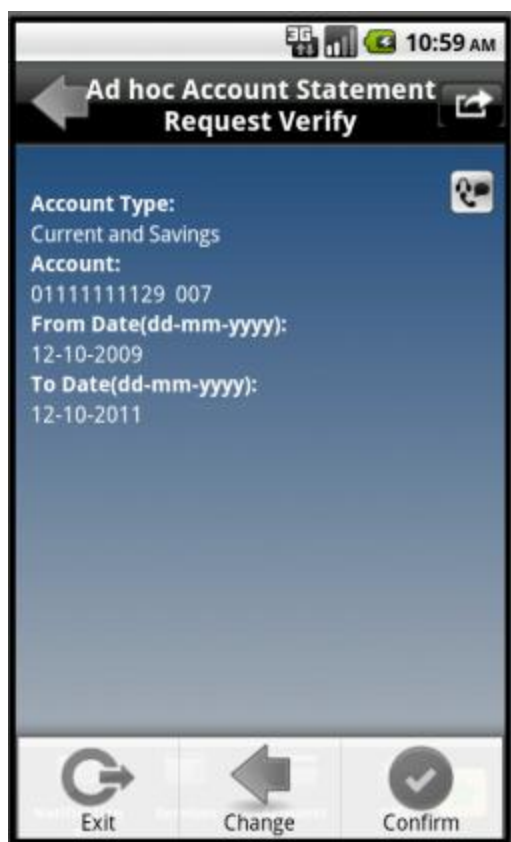 3G
10:59 AM
Ad hoc Account Statement
Request Verify
Account Type:
Current and Savings
Account:
01111111129 007
From Date(dd-mm-yyyy):
12-10-2009
To Date(dd-mm-yyyy):
12-10-2011
Exit Change Confirm